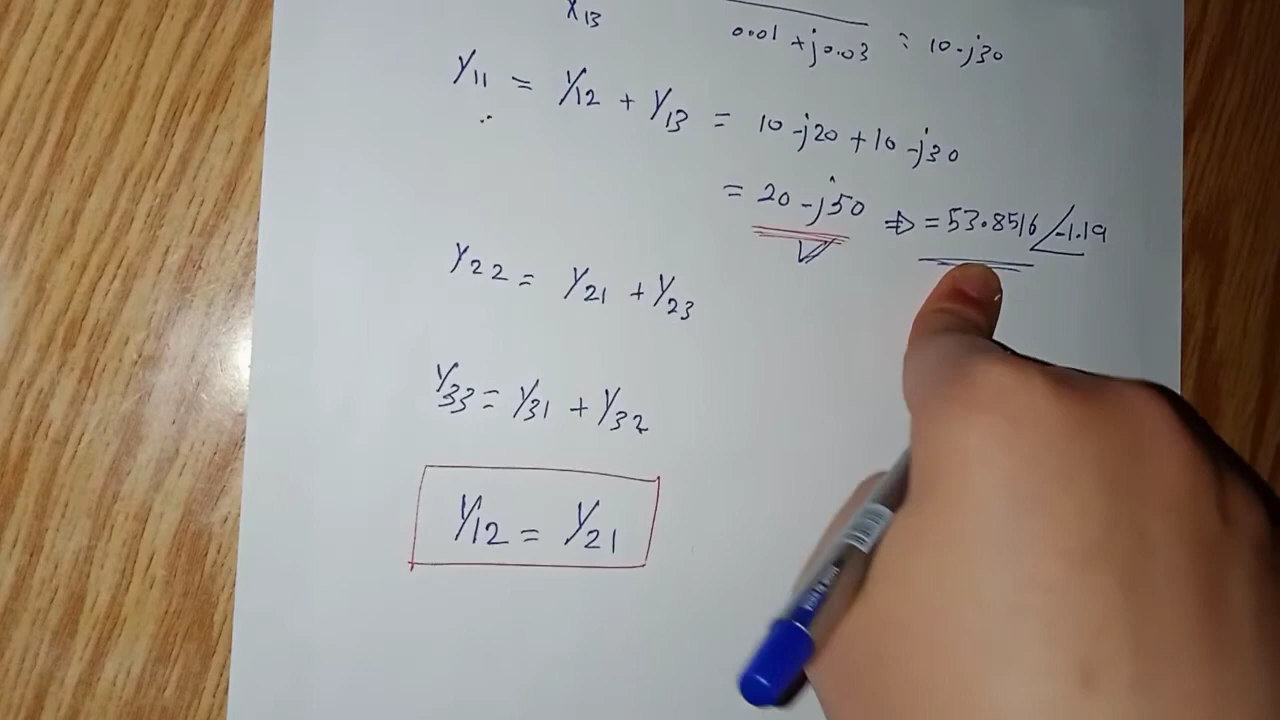 X13
0.01 + j0.03 = 10-j30
Y11 = Y12 + Y13 = 10-j20 + 10-j30
= 20-j50 ⇒ = 53.8516∠-1.19
Y22 = Y21 + Y23
Y33 = Y31 + Y32
Y12 = Y21